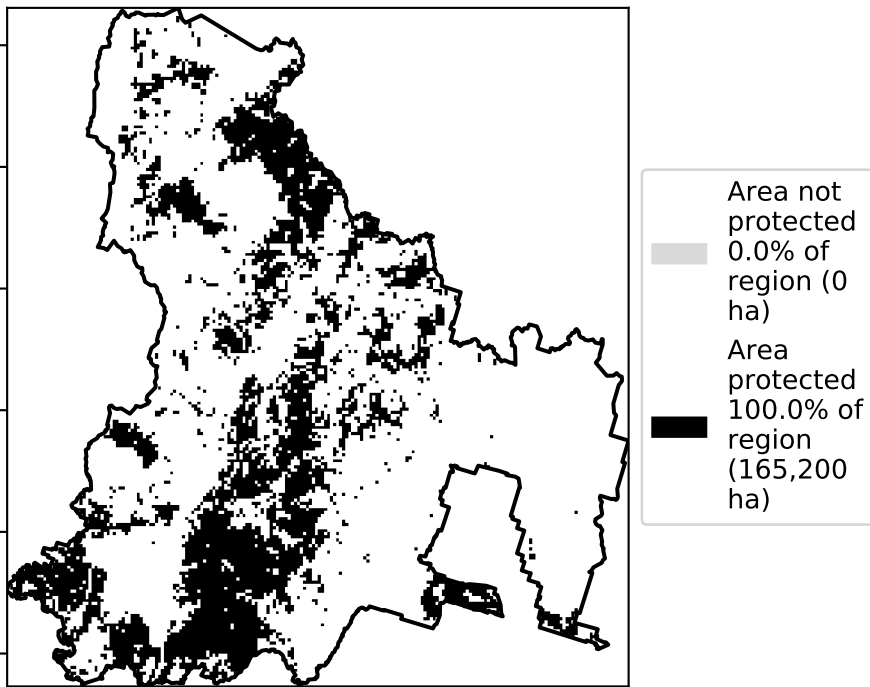 Area not
protected
0.0% of
region (0
ha)
Area
protected
100.0% of
region
(165,200
ha)